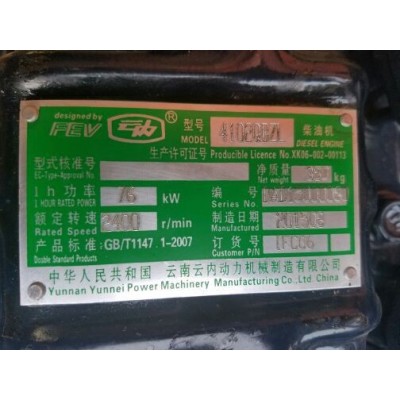 designed by
FEV 云内 ®
型号
MODEL
柴油机
DIESEL ENGINE
生产许可证号 Producible Licence No.XK06-002-00113
型式核准号
EC-Type-Approval No.
净质量 kg
Net weight
1h功率 76 kW
1 HOUR RATED POWER
编号
Series No.
额定转速 2400 r/min
Rated Speed
制造日期
Manufactured
产品标准:GB/T1147.1-2007
Double Standard Products
订货号
Customer P/N
中华人民共和国 云南云内动力机械制造有限公司
Yunnan Yunnei Power Machinery Manufacturing Co.,Ltd China